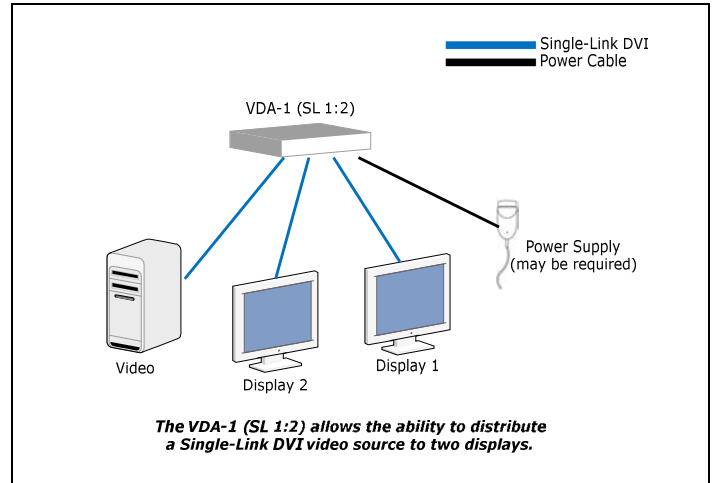 Single-Link DVI
Power Cable
VDA-1 (SL 1:2)
Power Supply
(may be required)
Video
Display 2
Display 1
The VDA-1 (SL 1:2) allows the ability to distribute
a Single-Link DVI video source to two displays.